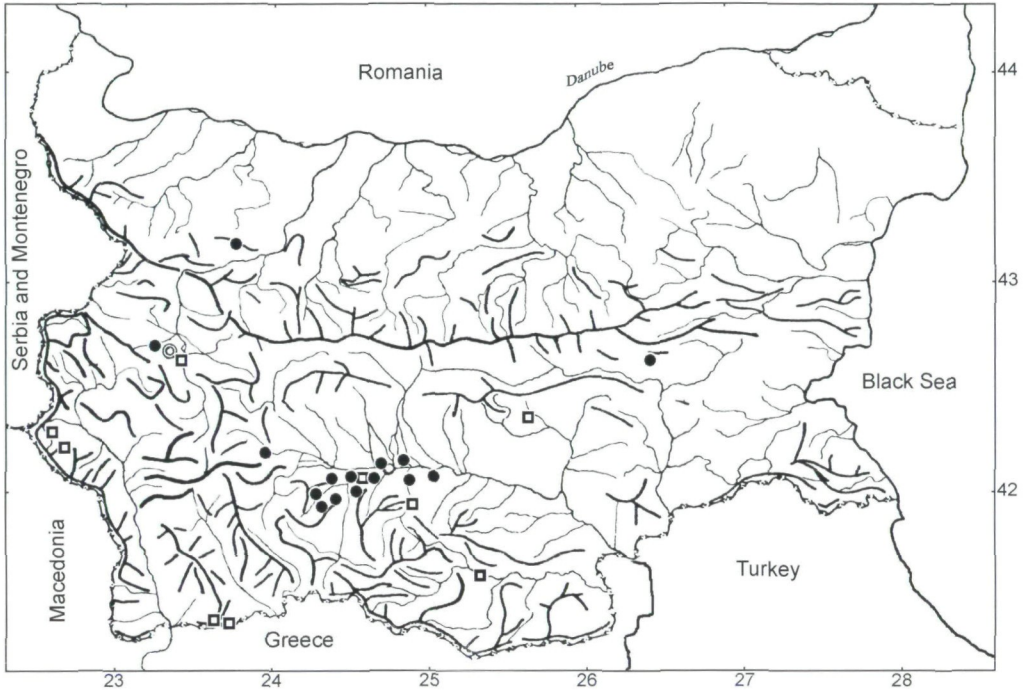 Romania
Danube
44
Serbia and Montenegro
43
Black Sea
42
Macedonia
Turkey
Greece
23 24 25 26 27 28